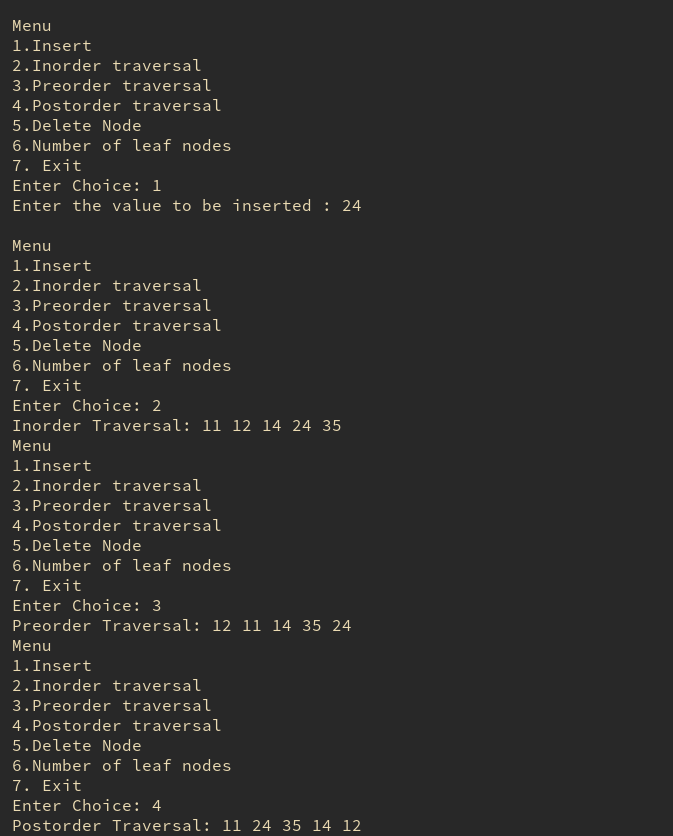 Menu
1.Insert
2.Inorder traversal
3.Preorder traversal
4.Postorder traversal
5.Delete Node
6.Number of leaf nodes
7. Exit
Enter Choice: 1
Enter the value to be inserted : 24

Menu
1.Insert
2.Inorder traversal
3.Preorder traversal
4.Postorder traversal
5.Delete Node
6.Number of leaf nodes
7. Exit
Enter Choice: 2
Inorder Traversal: 11 12 14 24 35
Menu
1.Insert
2.Inorder traversal
3.Preorder traversal
4.Postorder traversal
5.Delete Node
6.Number of leaf nodes
7. Exit
Enter Choice: 3
Preorder Traversal: 12 11 14 35 24
Menu
1.Insert
2.Inorder traversal
3.Preorder traversal
4.Postorder traversal
5.Delete Node
6.Number of leaf nodes
7. Exit
Enter Choice: 4
Postorder Traversal: 11 24 35 14 12